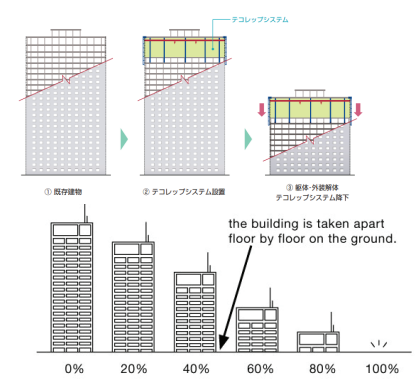 テコレップシステム
① 既存建物
② テコレップシステム設置
③ 躯体・外装解体
テコレップシステム降下
the building is taken apart
floor by floor on the ground.
0%
20%
40%
60%
80%
100%